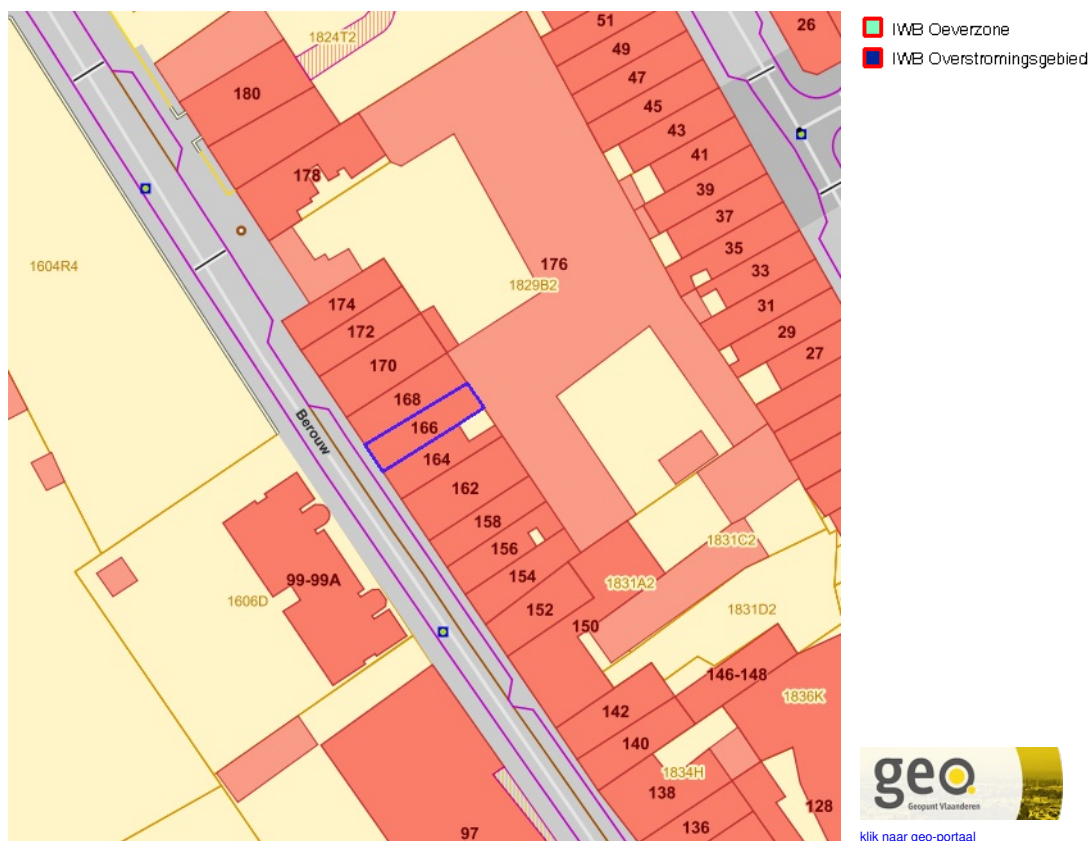 IWB Oeverzone
IWB Overstromingsgebied
1824T2
51
26
49
47
180
45
43
41
178
39
37
35
176
1604R4
33
1829B2
174
31
172
29
27
170
168
166
Berouw
164
162
158
1831C2
156
154
99-99A
1831A2
1606D
152
1831D2
150
146-148
1836K
142
140
1834H
138
128
136
97
geo
Geopunt Vlaanderen
klik naar geo-portaal